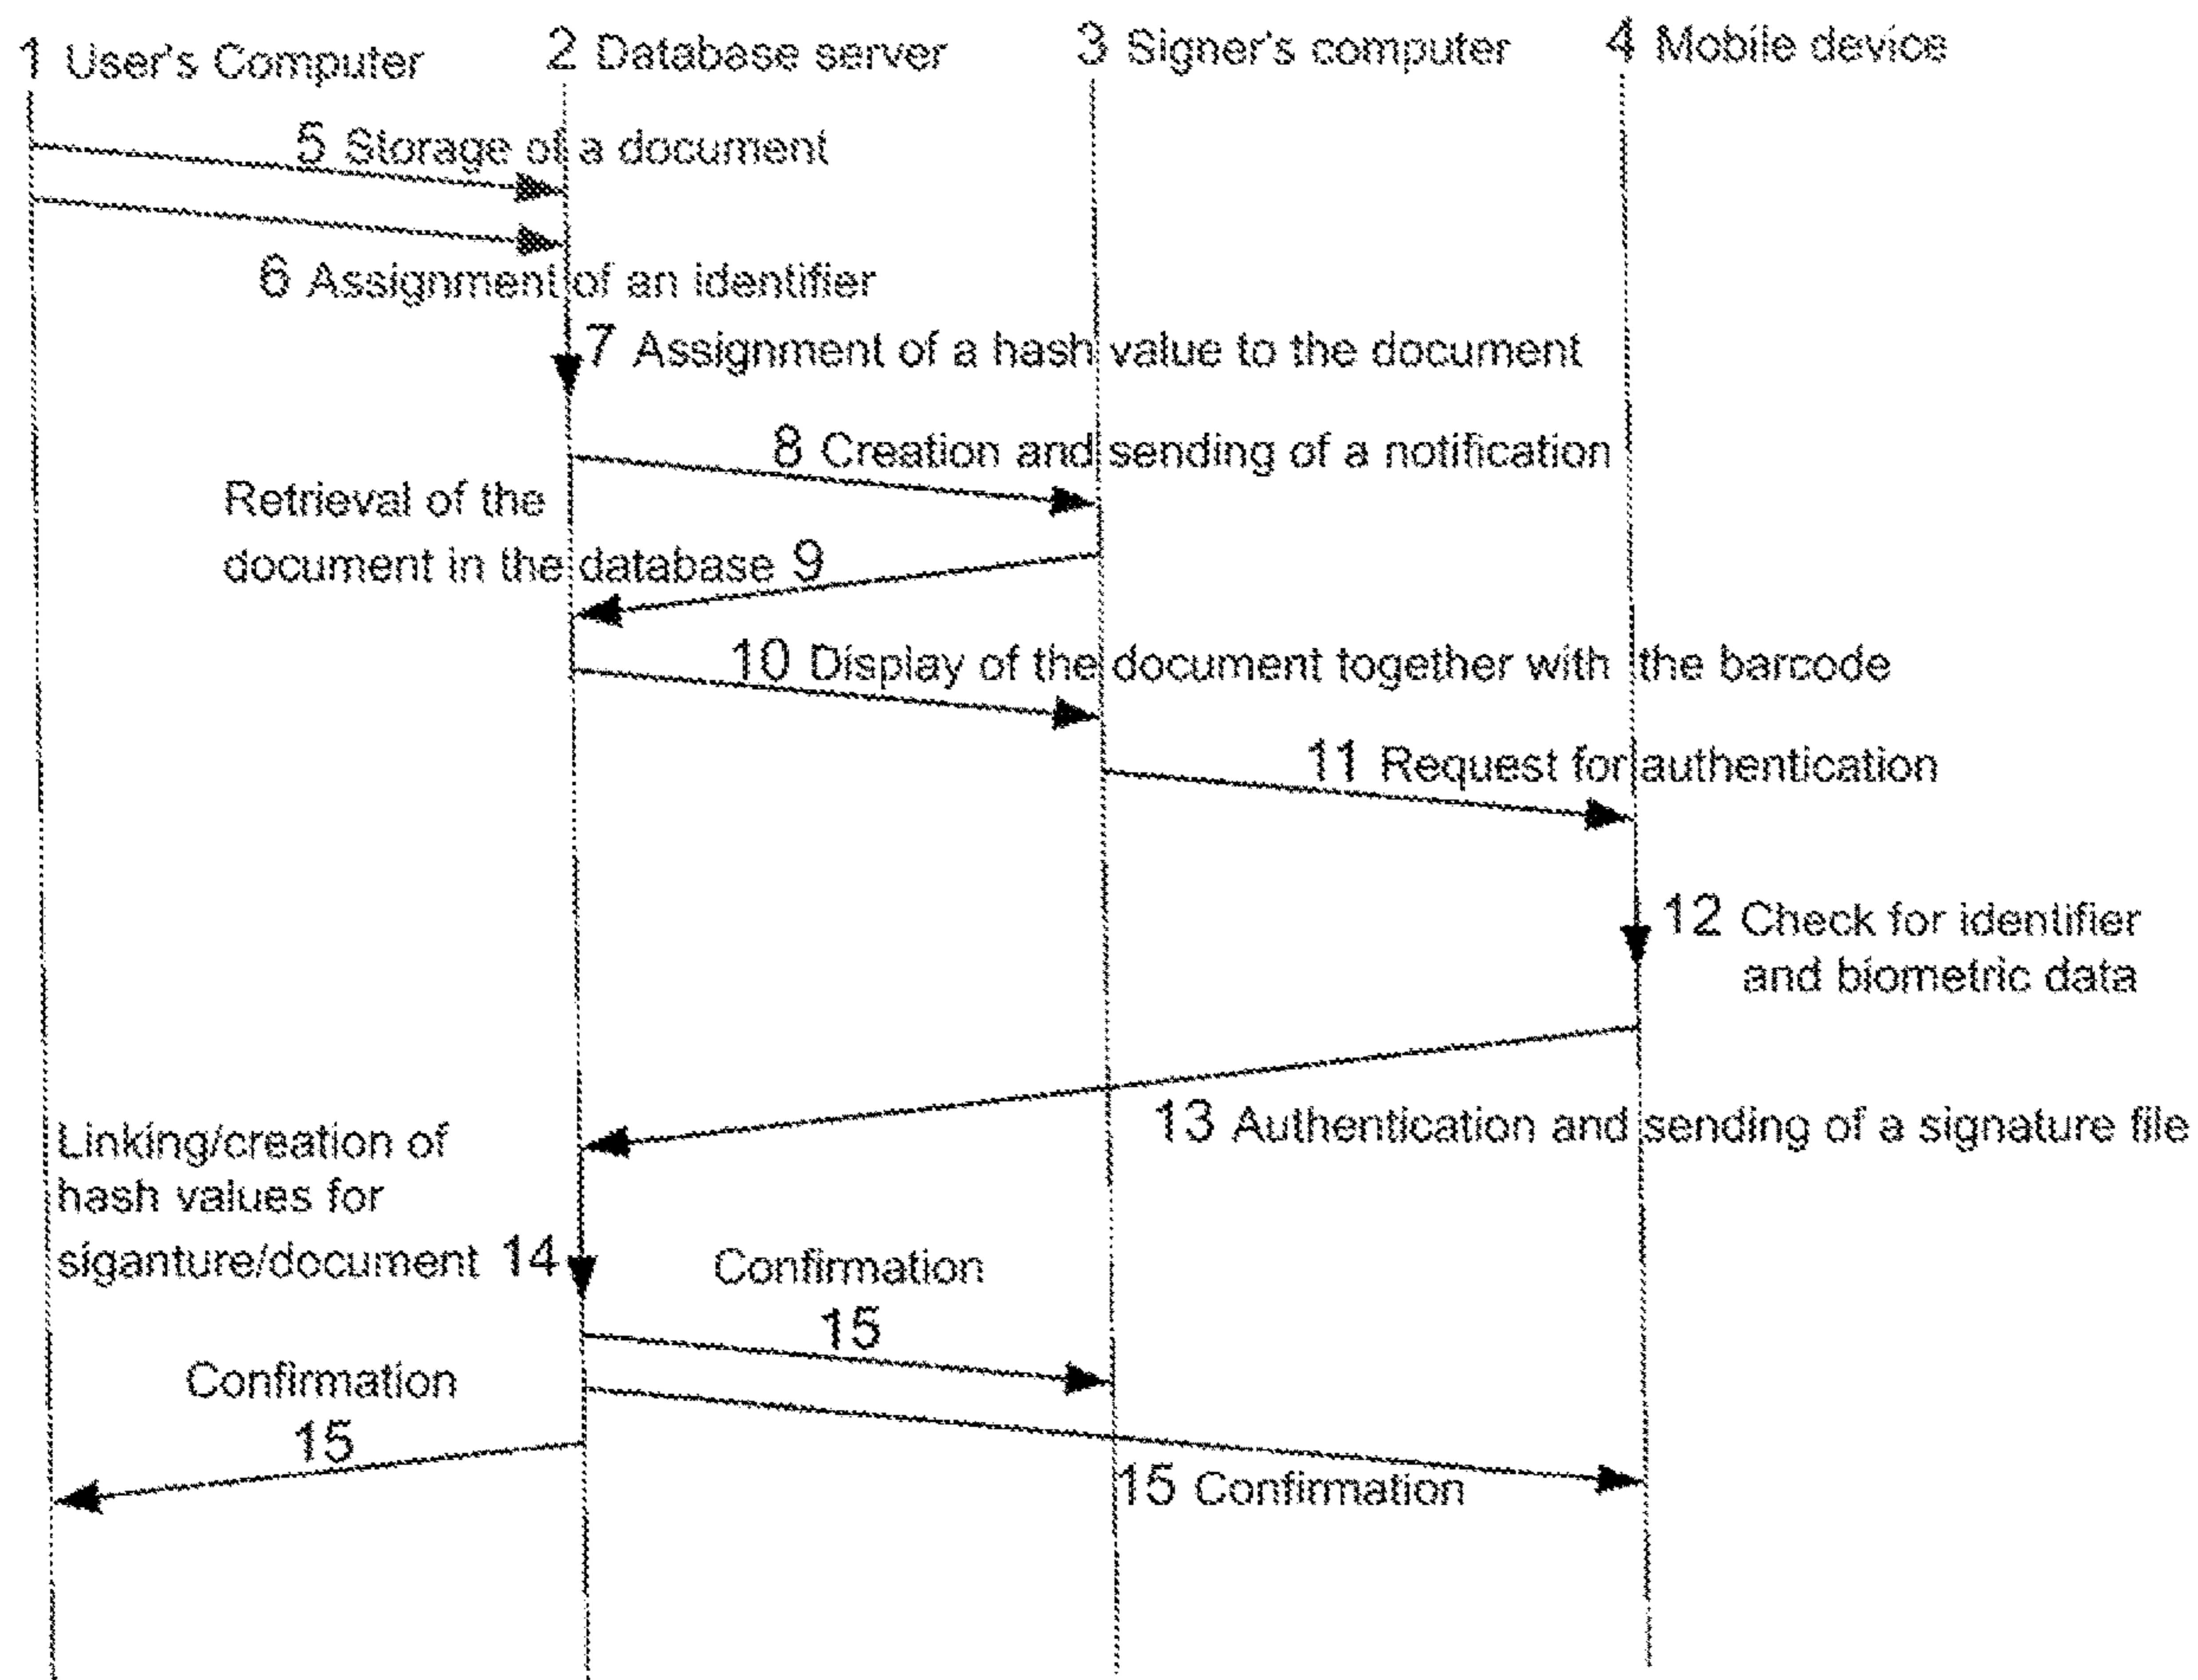 1 User's Computer
2 Database server
3 Signer's computer
4 Mobile device
5 Storage of a document
6 Assignment of an identifier
7 Assignment of a hash value to the document
8 Creation and sending of a notification
Retrieval of the
document in the database 9
10 Display of the document together with the barcode
11 Request for authentication
12 Check for identifier
and biometric data
13 Authentication and sending of a signature file
Linking/creation of
hash values for
siganture/document 14
Confirmation
15
Confirmation
15
15 Confirmation